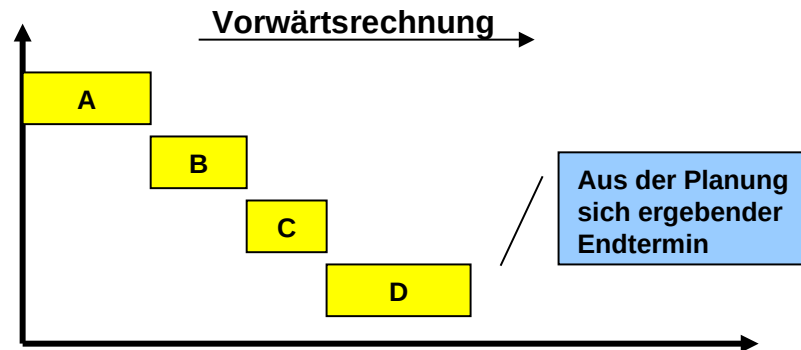 Vorwärtsrechnung
A
B
C
D
Aus der Planung
sich ergebender
Endtermin